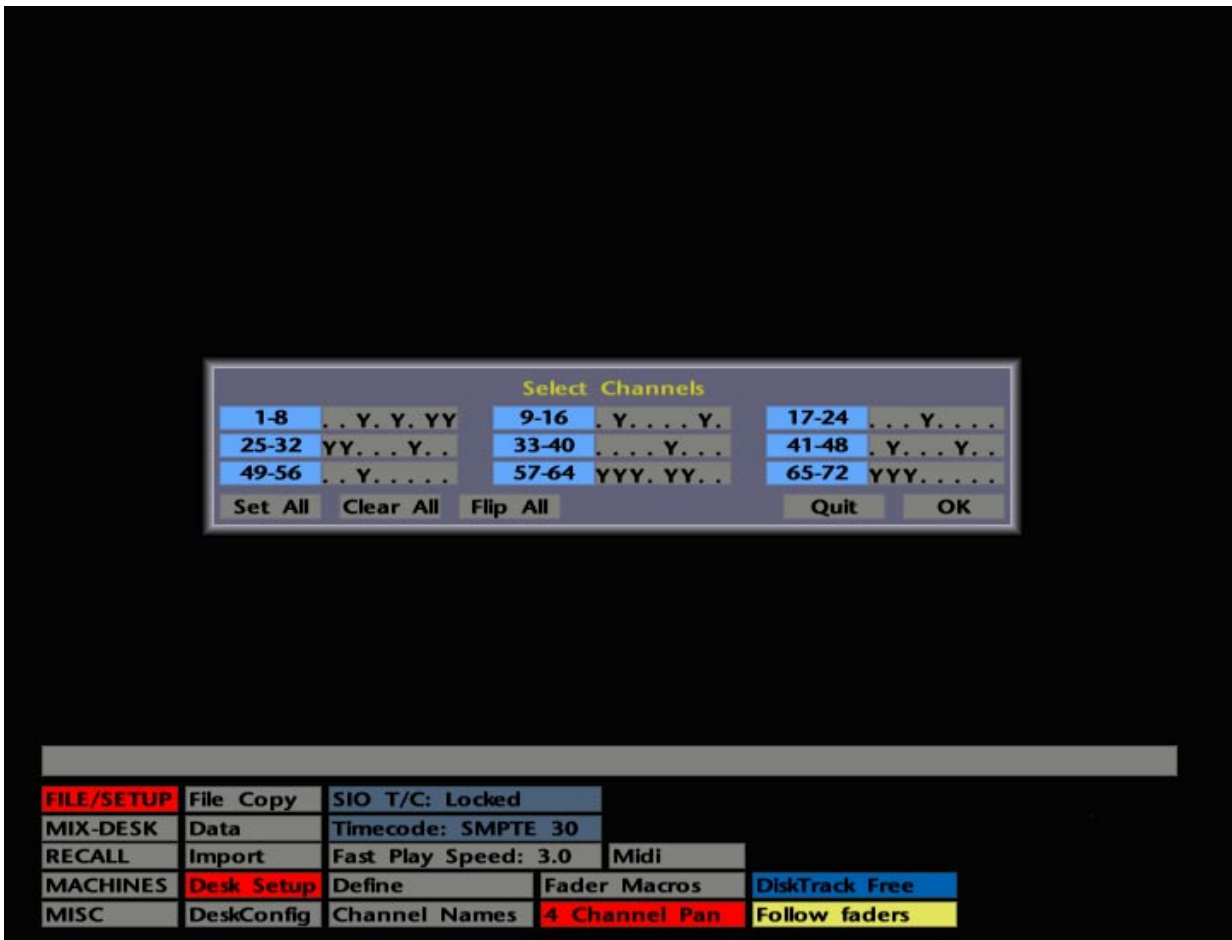 Select Channels
1-8 . . Y. Y. YY 9-16 . Y. . . . Y. 17-24 . . . Y. . . .
25-32 YY. . . Y. . 33-40 . . . . Y. . . 41-48 . Y. . . Y. .
49-56 . . Y. . . . . 57-64 YYY. YY. . 65-72 YYY. . . . .
Set All Clear All Flip All Quit OK
FILE/SETUP File Copy SIO T/C: Locked
MIX-DESK Data Timecode: SMPTE 30
RECALL Import Fast Play Speed: 3.0 Midi
MACHINES Desk Setup Define Fader Macros DiskTrack Free
MISC DeskConfig Channel Names 4 Channel Pan Follow faders